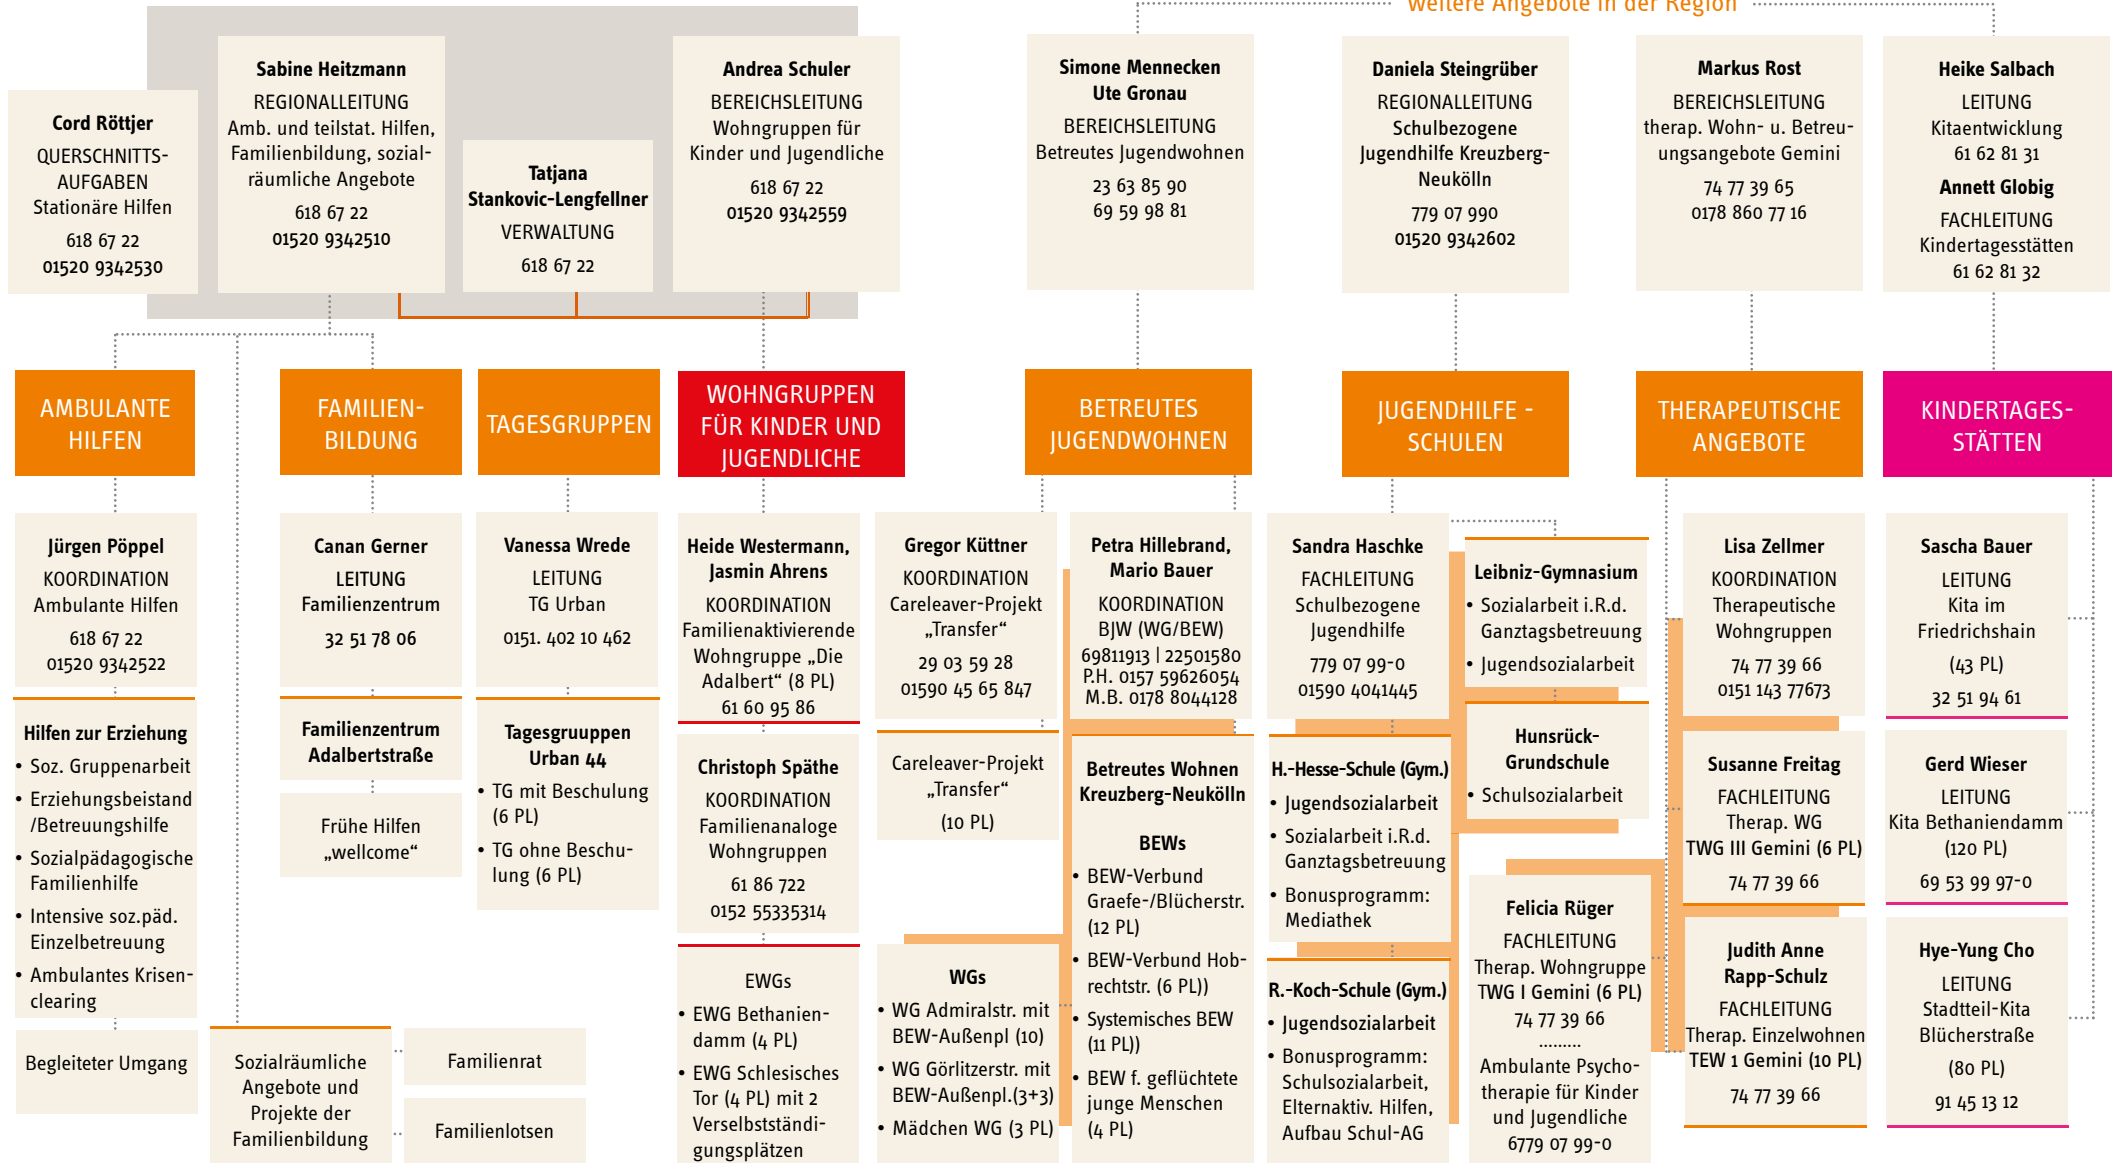 weitere Angebote in der Region
Cord Röttjer
QUERSCHNITTS-
AUFGABEN
Stationäre Hilfen
618 67 22
01520 9342530
Sabine Heitzmann
REGIONALLEITUNG
Amb. und teilstat. Hilfen,
Familienbildung, sozial-
räumliche Angebote
618 67 22
01520 9342510
Tatjana
Stankovic-Lengfellner
VERWALTUNG
618 67 22
Andrea Schuler
BEREICHSLEITUNG
Wohngruppen für
Kinder und Jugendliche
618 67 22
01520 9342559
Simone Mennecken
Ute Gronau
BEREICHSLEITUNG
Betreutes Jugendwohnen
23 63 85 90
69 59 98 81
Daniela Steingrüber
REGIONALLEITUNG
Schulbezogene
Jugendhilfe Kreuzberg-
Neukölln
779 07 990
01520 9342602
Markus Rost
BEREICHSLEITUNG
therap. Wohn- u. Betreu-
ungsangebote Gemini
74 77 39 65
0178 860 77 16
Heike Salbach
LEITUNG
Kitaentwicklung
61 62 81 31
Annett Globig
FACHLEITUNG
Kindertagesstätten
61 62 81 32
AMBULANTE
HILFEN
FAMILIEN-
BILDUNG
TAGESGRUPPEN
WOHNGRUPPEN
FÜR KINDER UND
JUGENDLICHE
BETREUTES
JUGENDWOHNEN
JUGENDHILFE -
SCHULEN
THERAPEUTISCHE
ANGEBOTE
KINDERTAGES-
STÄTTEN
Jürgen Pöppel
KOORDINATION
Ambulante Hilfen
618 67 22
01520 9342522
Hilfen zur Erziehung
• Soz. Gruppenarbeit
• Erziehungsbeistand
/Betreuungshilfe
• Sozialpädagogische
Familienhilfe
• Intensive soz.päd.
Einzelbetreuung
• Ambulantes Krisen-
clearing
Begleiteter Umgang
Sozialräumliche
Angebote und
Projekte der
Familienbildung
Familienrat
Familienlotsen
Canan Gerner
LEITUNG
Familienzentrum
32 51 78 06
Familienzentrum
Adalbertstraße
Frühe Hilfen
„wellcome“
Vanessa Wrede
LEITUNG
TG Urban
0151. 402 10 462
Tagesgruuppen
Urban 44
• TG mit Beschulung
(6 PL)
• TG ohne Beschu-
lung (6 PL)
Heide Westermann,
Jasmin Ahrens
KOORDINATION
Familienaktivierende
Wohngruppe „Die
Adalbert“ (8 PL)
61 60 95 86
Christoph Späthe
KOORDINATION
Familienanaloge
Wohngruppen
61 86 722
0152 55335314
EWGs
• EWG Bethanien-
damm (4 PL)
• EWG Schlesisches
Tor (4 PL) mit 2
Verselbstständi-
gungsplätzen
Gregor Küttner
KOORDINATION
Careleaver-Projekt
„Transfer“
29 03 59 28
01590 45 65 847
Careleaver-Projekt
„Transfer“
(10 PL)
WGs
• WG Admiralstr. mit
BEW-Außenpl (10)
• WG Görlitzerstr. mit
BEW-Außenpl.(3+3)
• Mädchen WG (3 PL)
Petra Hillebrand,
Mario Bauer
KOORDINATION
BJW (WG/BEW)
69811913 | 22501580
P.H. 0157 59626054
M.B. 0178 8044128
Betreutes Wohnen
Kreuzberg-Neukölln
BEWs
• BEW-Verbund
Graefe-/Blücherstr.
(12 PL)
• BEW-Verbund Hob-
rechtstr. (6 PL))
• Systemisches BEW
(11 PL))
• BEW f. geflüchtete
junge Menschen
(4 PL)
Sandra Haschke
FACHLEITUNG
Schulbezogene
Jugendhilfe
779 07 99-0
01590 4041445
H.-Hesse-Schule (Gym.)
• Jugendsozialarbeit
• Sozialarbeit i.R.d.
Ganztagsbetreuung
• Bonusprogramm:
Mediathek
R.-Koch-Schule (Gym.)
• Jugendsozialarbeit
• Bonusprogramm:
Schulsozialarbeit,
Elternaktiv. Hilfen,
Aufbau Schul-AG
Leibniz-Gymnasium
• Sozialarbeit i.R.d.
Ganztagsbetreuung
• Jugendsozialarbeit
Hunsrück-
Grundschule
• Schulsozialarbeit
Felicia Rüger
FACHLEITUNG
Therap. Wohngruppe
TWG I Gemini (6 PL)
74 77 39 66
.........
Ambulante Psycho-
therapie für Kinder
und Jugendliche
6779 07 99-0
Lisa Zellmer
KOORDINATION
Therapeutische
Wohngruppen
74 77 39 66
0151 143 77673
Susanne Freitag
FACHLEITUNG
Therap. WG
TWG III Gemini (6 PL)
74 77 39 66
Judith Anne
Rapp-Schulz
FACHLEITUNG
Therap. Einzelwohnen
TEW 1 Gemini (10 PL)
74 77 39 66
Sascha Bauer
LEITUNG
Kita im
Friedrichshain
(43 PL)
32 51 94 61
Gerd Wieser
LEITUNG
Kita Bethaniendamm
(120 PL)
69 53 99 97-0
Hye-Yung Cho
LEITUNG
Stadtteil-Kita
Blücherstraße
(80 PL)
91 45 13 12